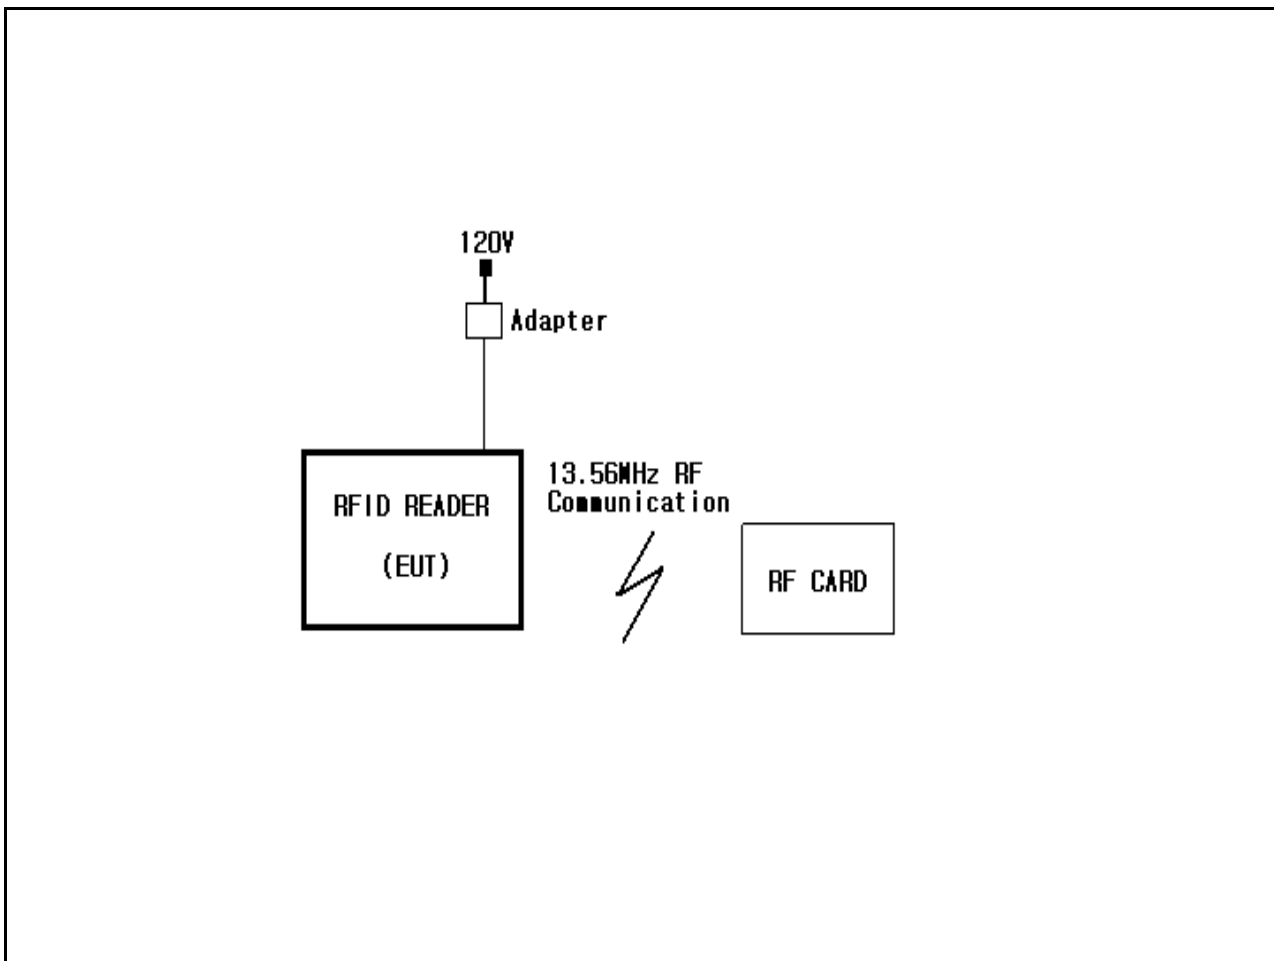 120V
Adapter
13.56MHz RF
Communication
RFID READER
(EUT)
RF CARD